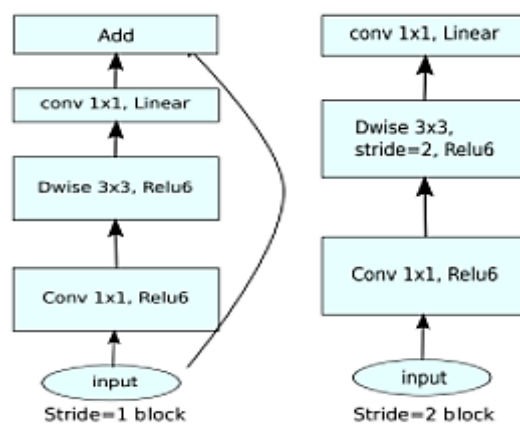 Add
conv 1x1, Linear
Dwise 3x3, Relu6
Conv 1x1, Relu6
input
Stride=1 block
conv 1x1, Linear
Dwise 3x3,
stride=2, Relu6
Conv 1x1, Relu6
input
Stride=2 block